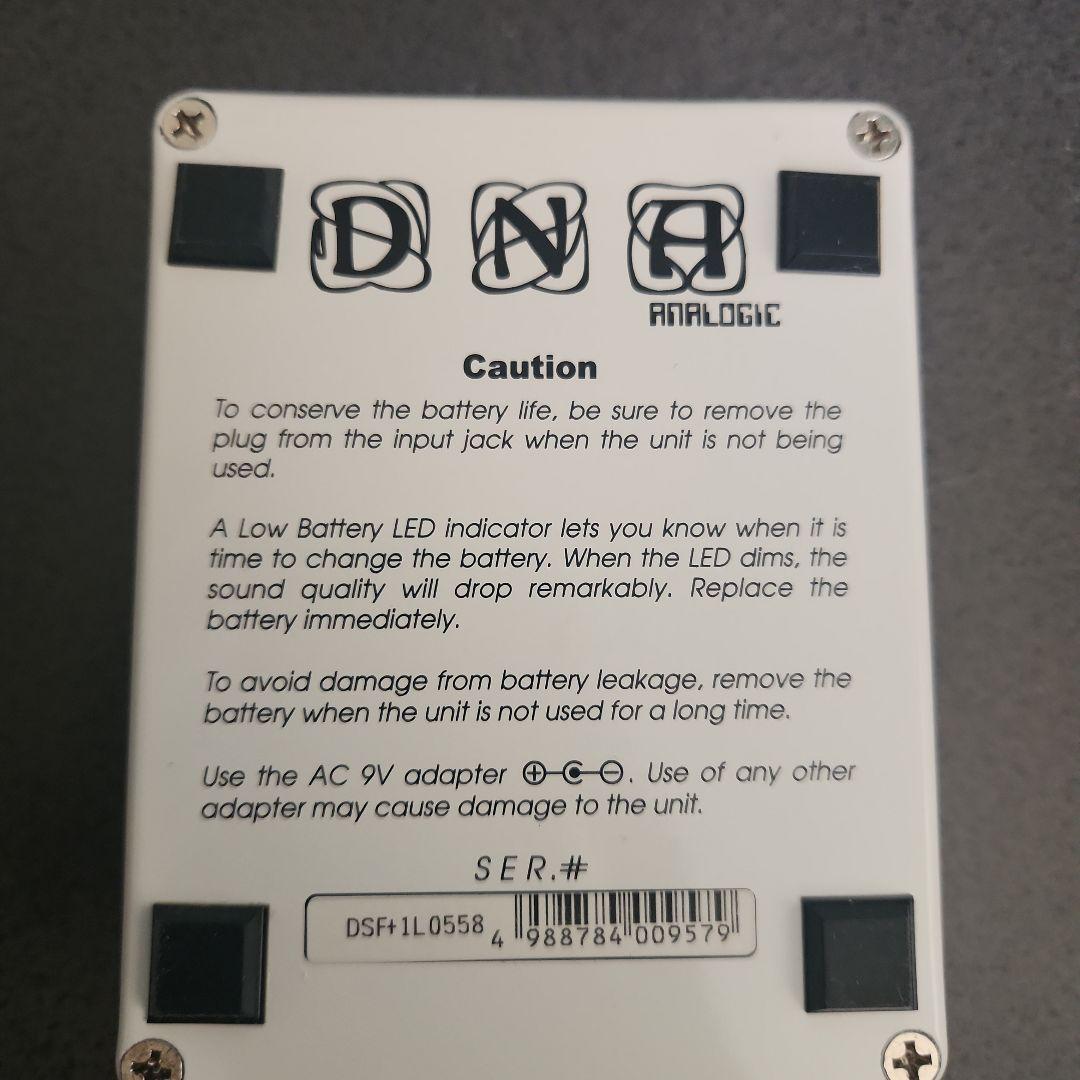 DNA
ANALOGIC
Caution
To conserve the battery life, be sure to remove the
plug from the input jack when the unit is not being
used.
A Low Battery LED indicator lets you know when it is
time to change the battery. When the LED dims, the
sound quality will drop remarkably. Replace the
battery immediately.
To avoid damage from battery leakage, remove the
battery when the unit is not used for a long time.
Use the AC 9V adapter ⊕-C-⊖. Use of any other
adapter may cause damage to the unit.
SER.#
DSF+1L0558 4 988784 009579